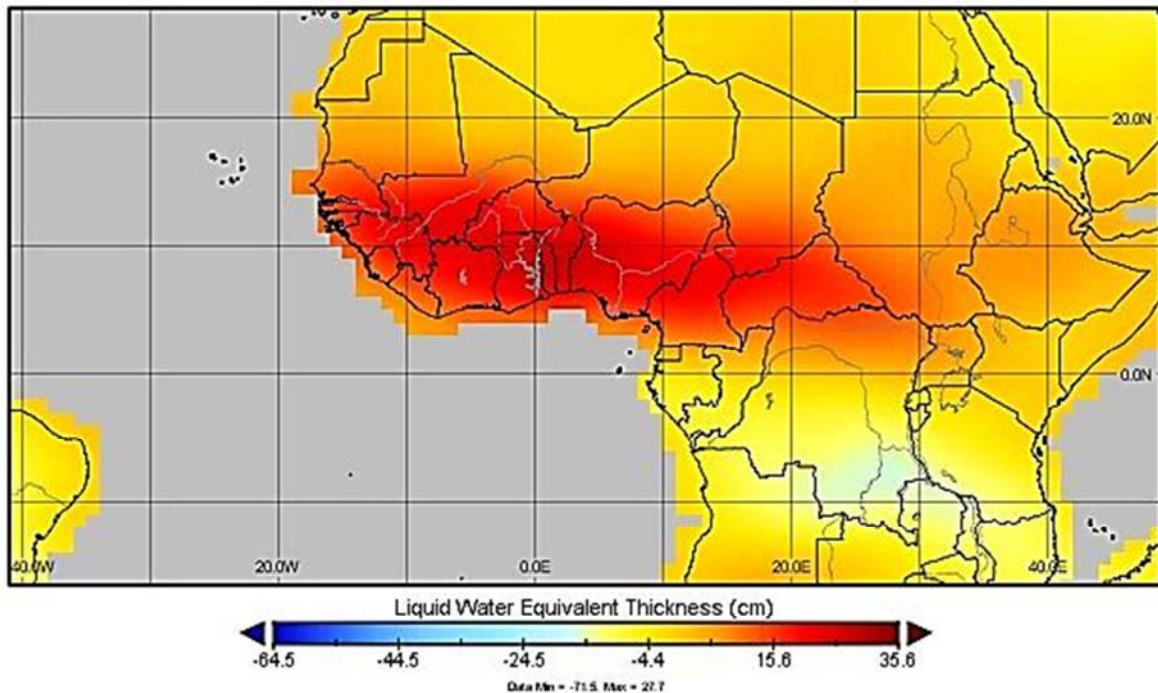 20.0N
0.0N
40.0W 20.0W 0.0E 20.0E 40.0E
Liquid Water Equivalent Thickness (cm)
-64.5 -44.5 -24.5 -4.4 15.6 35.6
Data Min = -71.5, Max = 27.7